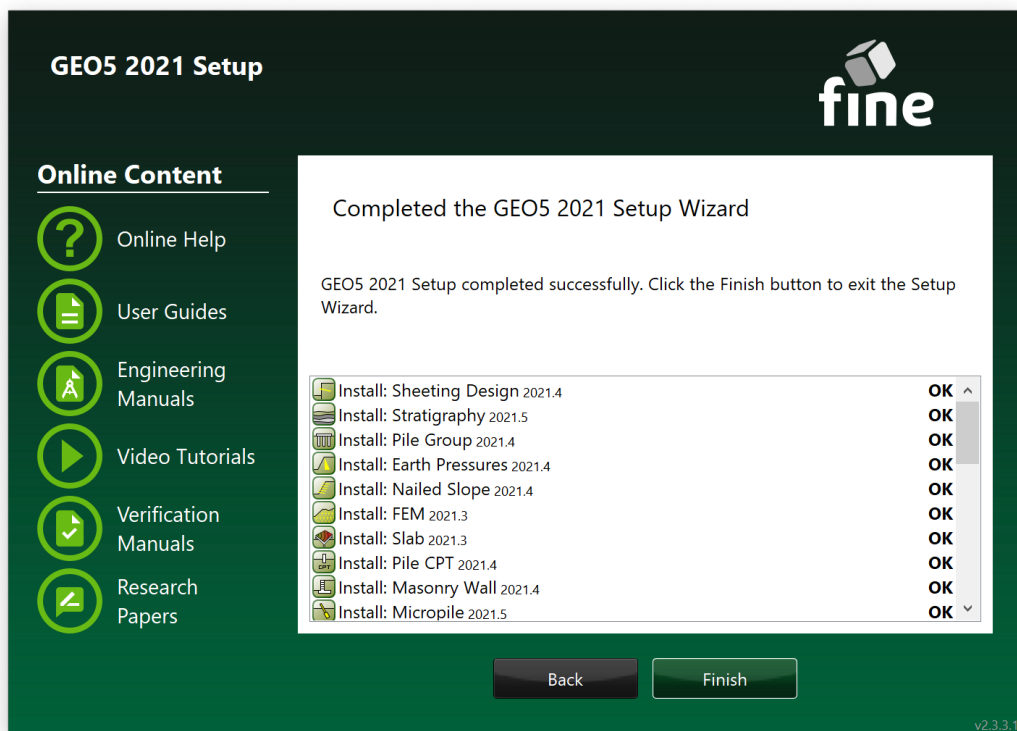 GEO5 2021 Setup
fine
Online Content
Online Help
User Guides
Engineering
Manuals
Video Tutorials
Verification
Manuals
Research
Papers
Completed the GEO5 2021 Setup Wizard
GEO5 2021 Setup completed successfully. Click the Finish button to exit the Setup
Wizard.
Install: Sheeting Design 2021.4 OK
Install: Stratigraphy 2021.5 OK
Install: Pile Group 2021.4 OK
Install: Earth Pressures 2021.4 OK
Install: Nailed Slope 2021.4 OK
Install: FEM 2021.3 OK
Install: Slab 2021.3 OK
CPT Install: Pile CPT 2021.4 OK
Install: Masonry Wall 2021.4 OK
Install: Micropile 2021.5 OK
Back
Finish
v2.3.3.1